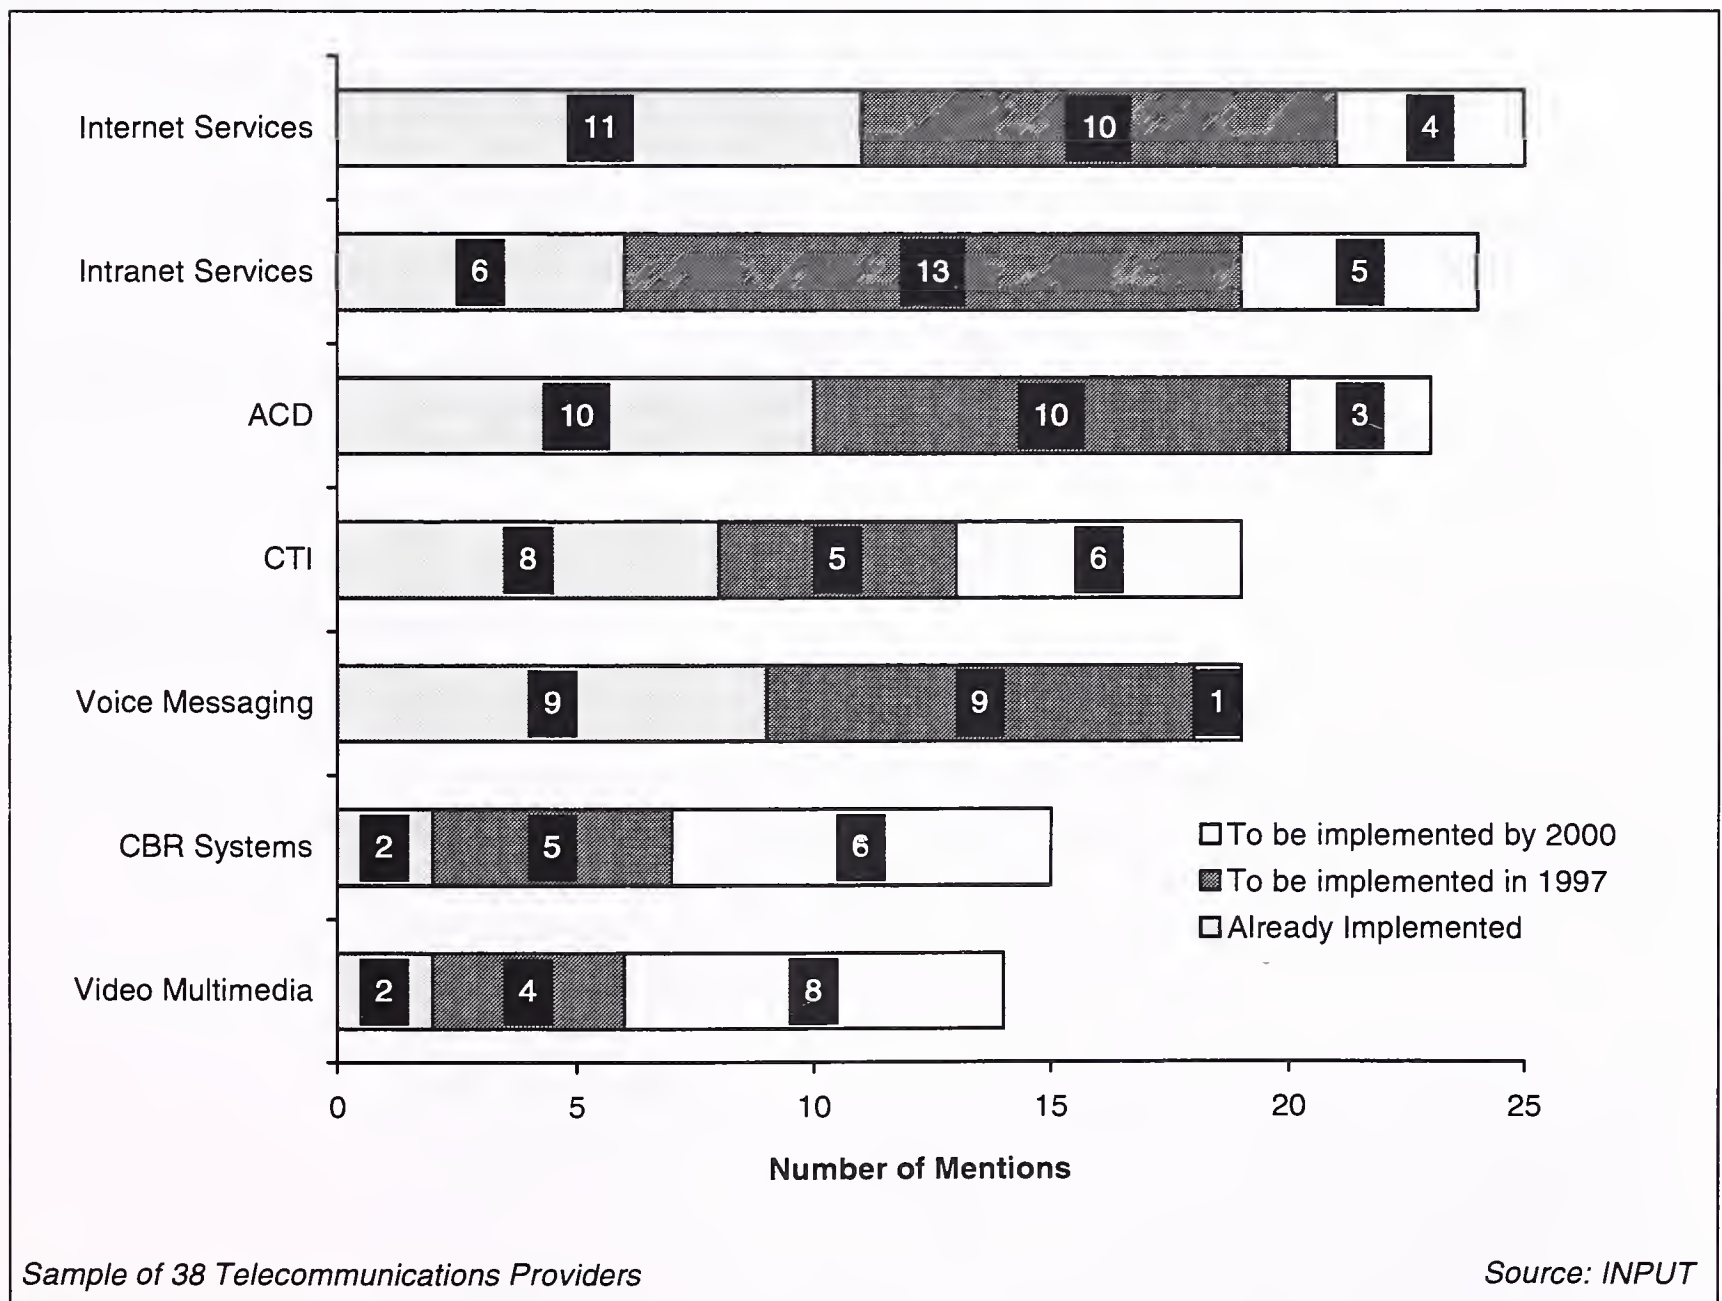 Internet Services 11 10 4
Intranet Services 6 13 5
ACD 10 10 3
CTI 8 5 6
Voice Messaging 9 9 1
CBR Systems 2 5 6
To be implemented by 2000
To be implemented in 1997
Already Implemented
Video Multimedia 2 4 8
0 5 10 15 20 25
Number of Mentions
Sample of 38 Telecommunications Providers
Source: INPUT